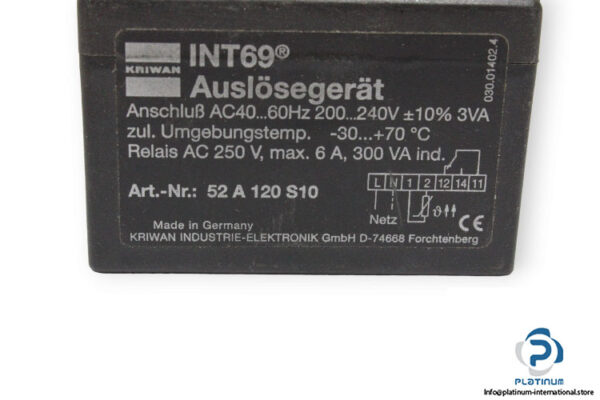 KRIWAN
INT69®
Auslösegerät
Anschluß AC40...60Hz 200...240V ±10% 3VA
zul. Umgebungstemp. -30...+70 °C
Relais AC 250 V, max. 6 A, 300 VA ind.
Art.-Nr.: 52 A 120 S10
L N 1 2 12 14 11
Netz
ϑ
CE
Made in Germany
KRIWAN INDUSTRIE-ELEKTRONIK GmbH D-74668 Forchtenberg
030.01402.4
PLATINUM
Info@platinum-international.store